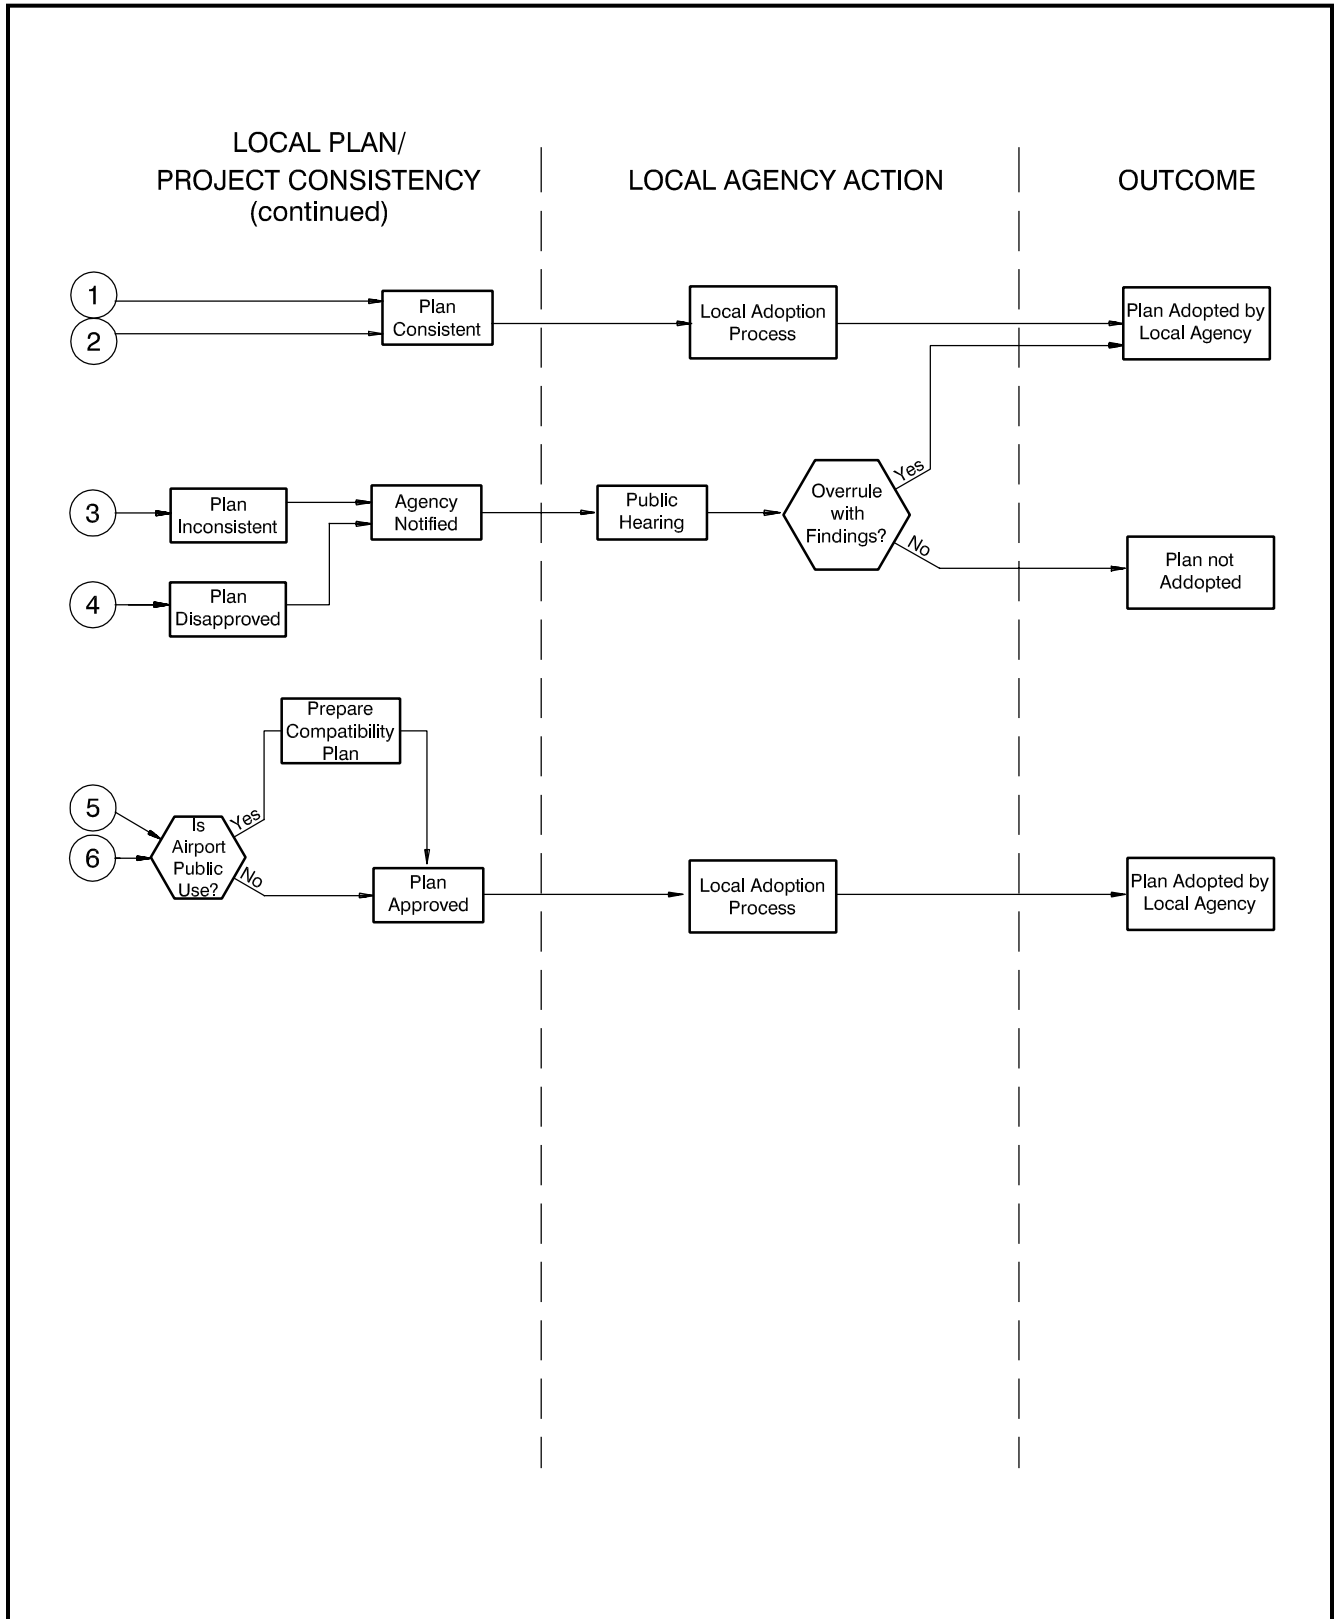 LOCAL PLAN/
PROJECT CONSISTENCY
(continued)
LOCAL AGENCY ACTION
OUTCOME
1
2
Plan
Consistent
Local Adoption
Process
Plan Adopted by
Local Agency
3
Plan
Inconsistent
Agency
Notified
Public
Hearing
Overrule
with
Findings?
Yes
No
Plan not
Addopted
4
Plan
Disapproved
Prepare
Compatibility
Plan
5
6
Is
Airport
Public
Use?
Yes
No
Plan
Approved
Local Adoption
Process
Plan Adopted by
Local Agency